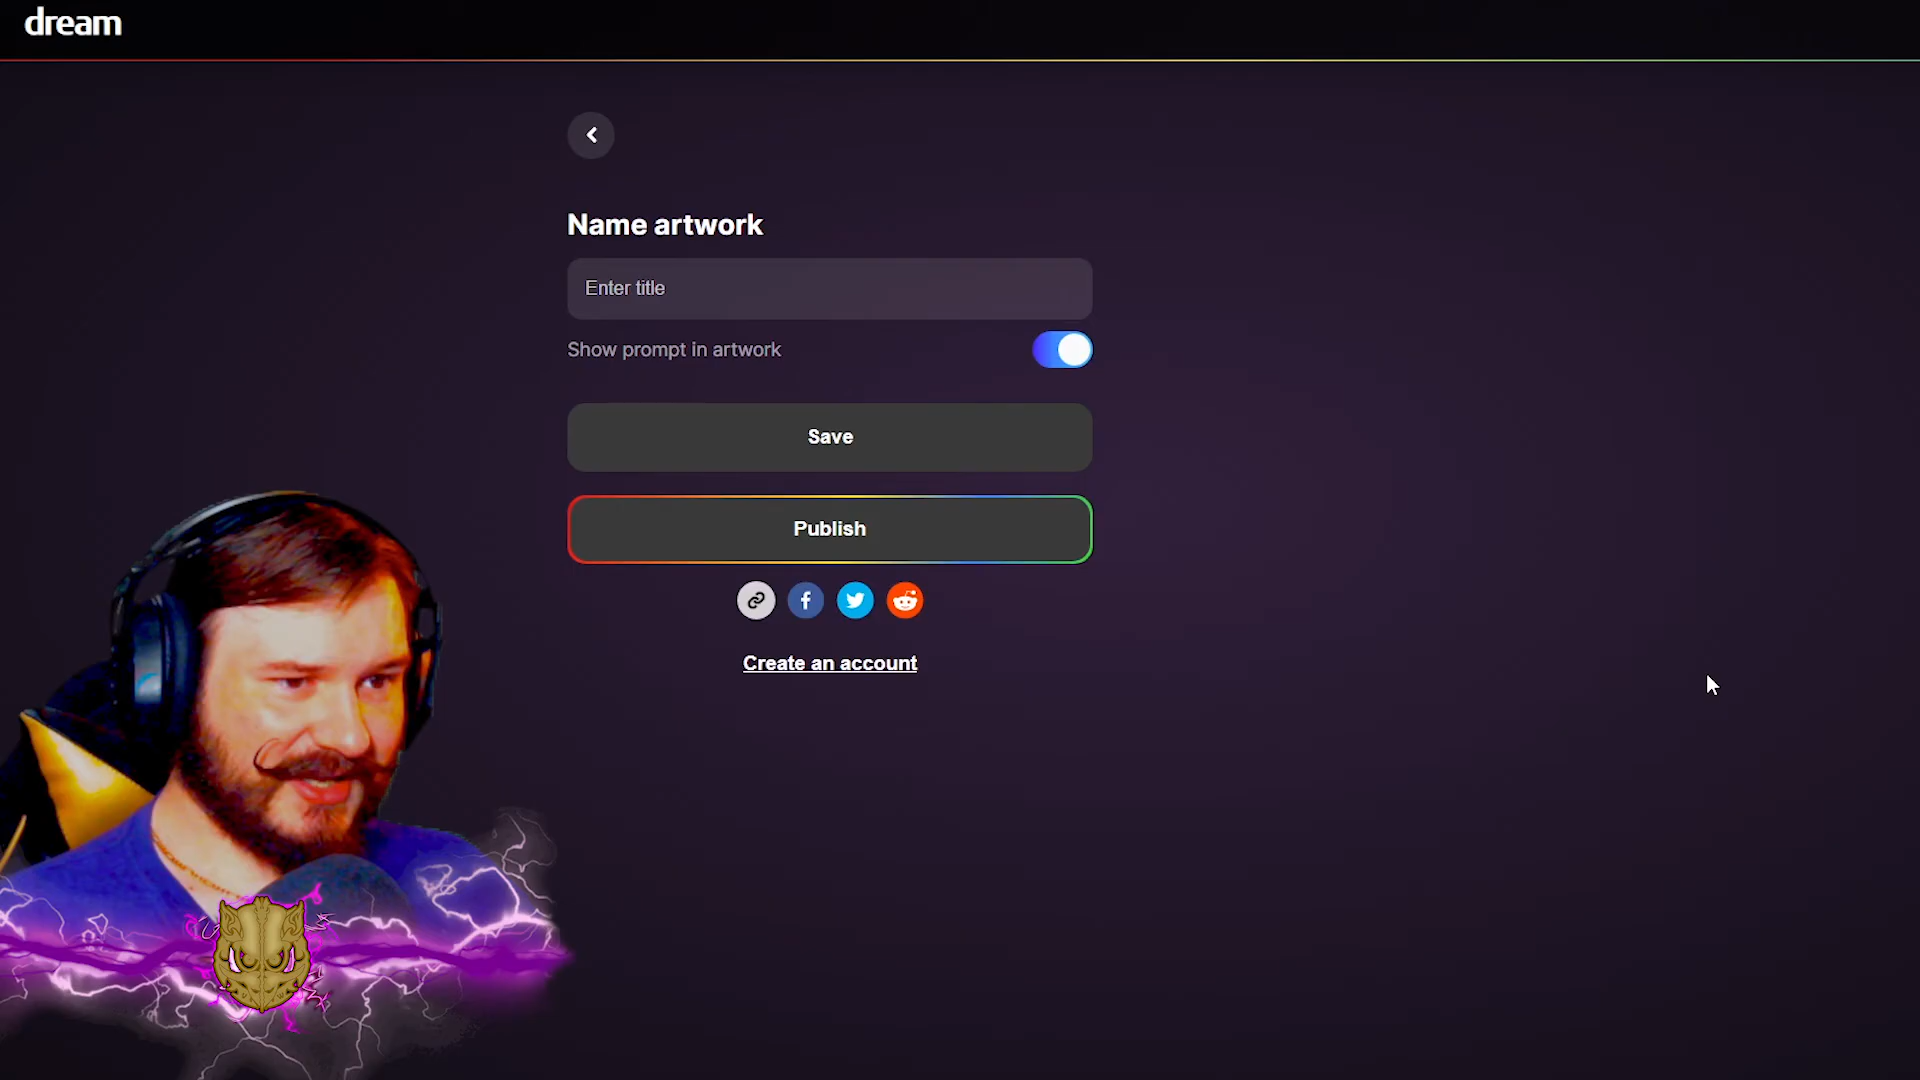 dream
Name artwork
Enter title
Show prompt in artwork
Save
Publish
Create an account